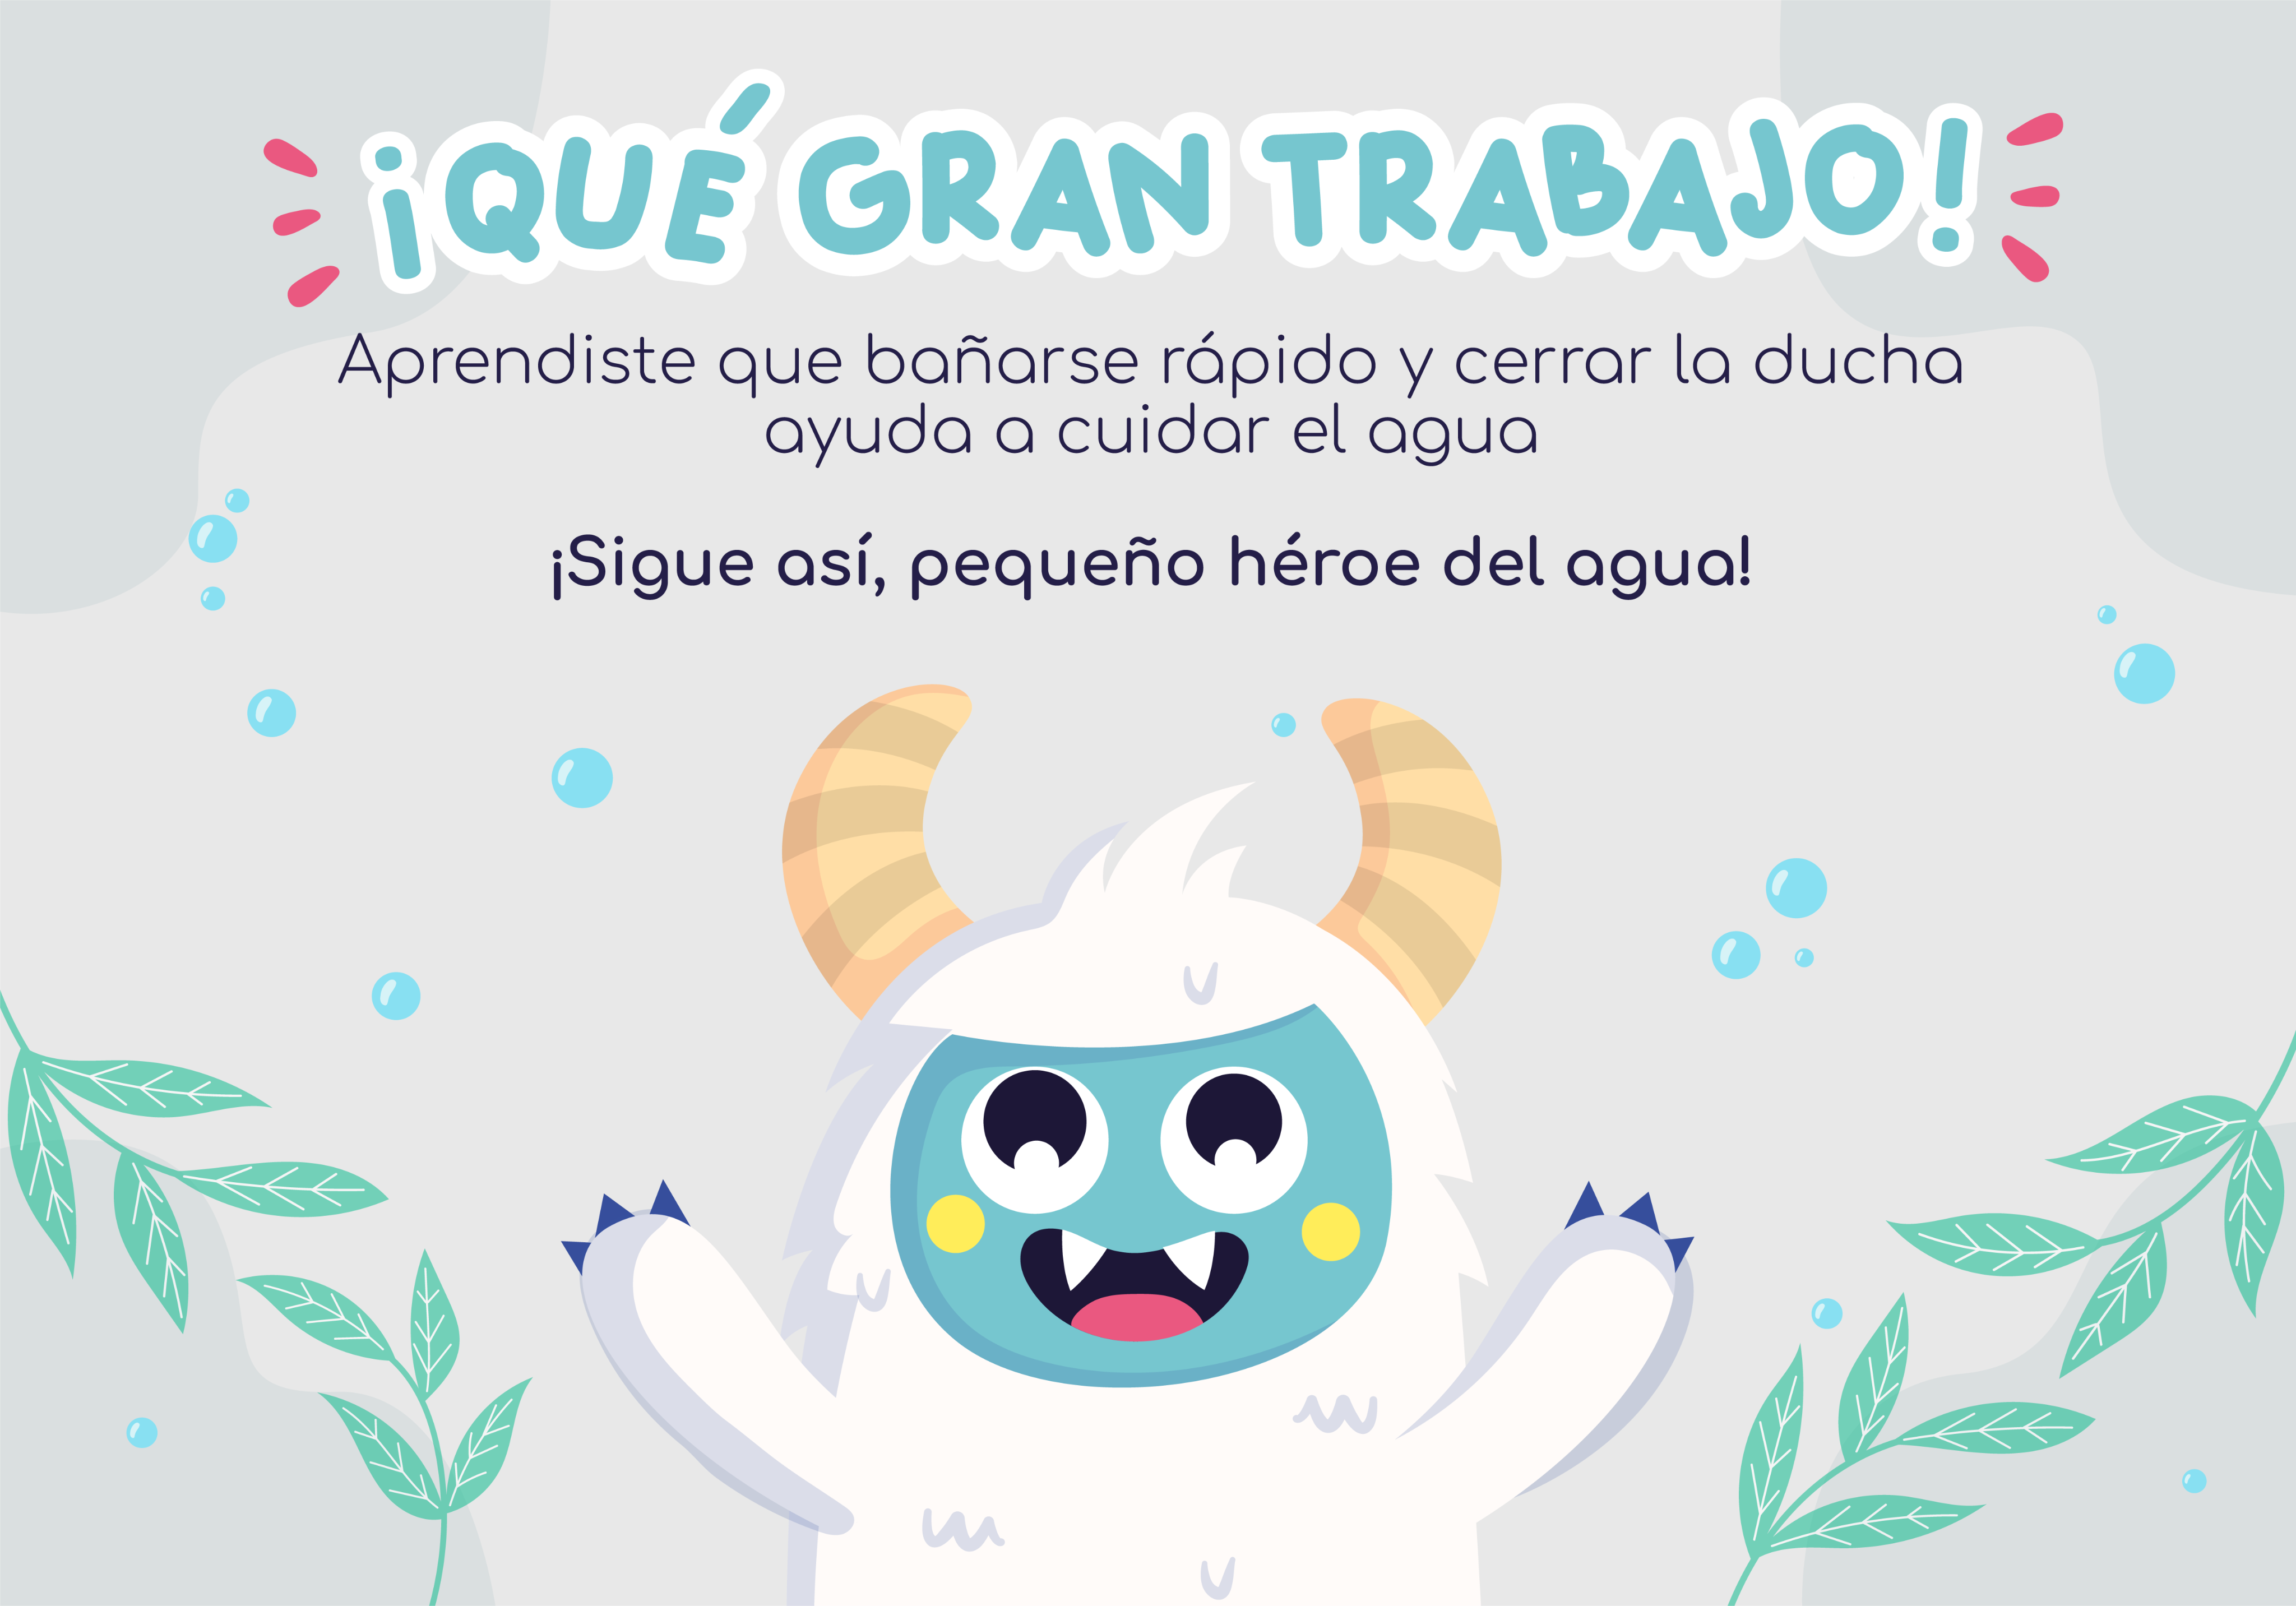 ¡QUÉ GRAN TRABAJO!
Aprendiste que bañarse rápido y cerrar la ducha
ayuda a cuidar el agua
¡Sigue así, pequeño héroe del agua!